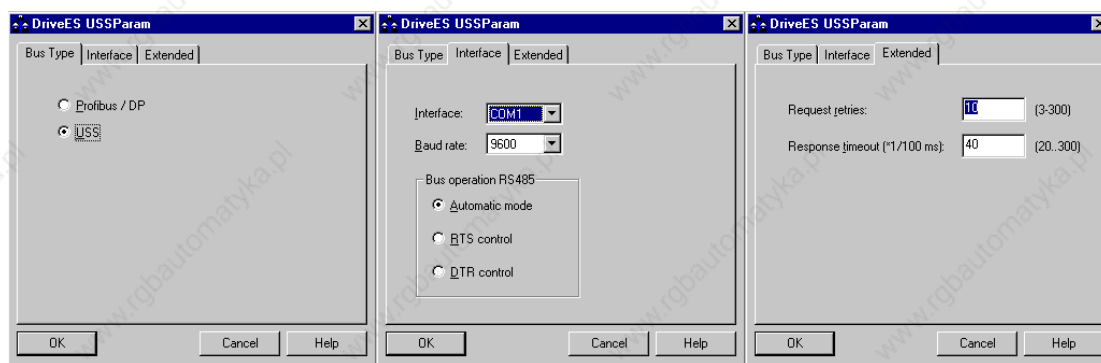 DriveES USSParam
Bus Type Interface Extended
Profibus / DP
USS
OK Cancel Help
DriveES USSParam
Bus Type Interface Extended
Interface: COM1
Baud rate: 9600
Bus operation RS485
Automatic mode
RTS control
DTR control
OK Cancel Help
DriveES USSParam
Bus Type Interface Extended
Request retries: 10 (3-300)
Response timeout (*1/100 ms): 40 (20..300)
OK Cancel Help
www.rgbautomatyka.pl